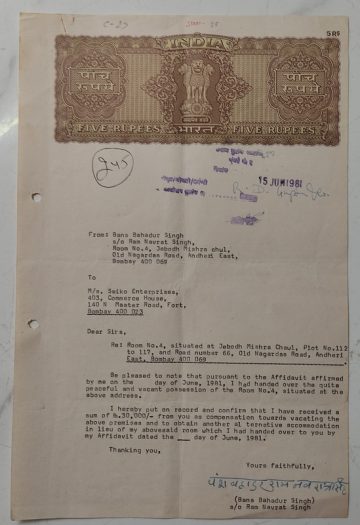 C-29
5RS
INDIA
पाँच रुपये
पाँच रुपये
FIVE RUPEES भारत FIVE RUPEES
15 JUN 1981
From: Bans Bahadur Singh
s/o Ram Navrat Singh,
Room No.4, Jabodh Mishra chul,
Old Nagardas Road, Andheri
East,
Bombay 400 069
To
M/s. Seiko Enterprises,
403, Commerce House,
140 N Master Road, Fort,
Bombay 400 023
Dear Sirs,
Re: Room No.4, situated at Jabodh Mishra Chawl, Plot No.112
to 117, and Road number 66, Old Nagardas Road, Andheri
East, Bombay 400 069.
Be pleased to note that pursuant to the Affidavit affirmed
by me on the day of June, 1981, I had handed over the quite
peaceful and vacant possession of the Room No.4, situated at the
above address.
I hereby put on record and confirm that I have received a
sum of Rs.30,000/- from you as compensation towards vacating the
above premises and to obtain another alternative accommodation
in lieu of my abovesaid room which I had handed over to you by
my Affidavit dated the day of June, 1981.
Thanking you,
Yours faithfully,
(Bans Bahadur Singh)
s/o Ram Navrat Singh